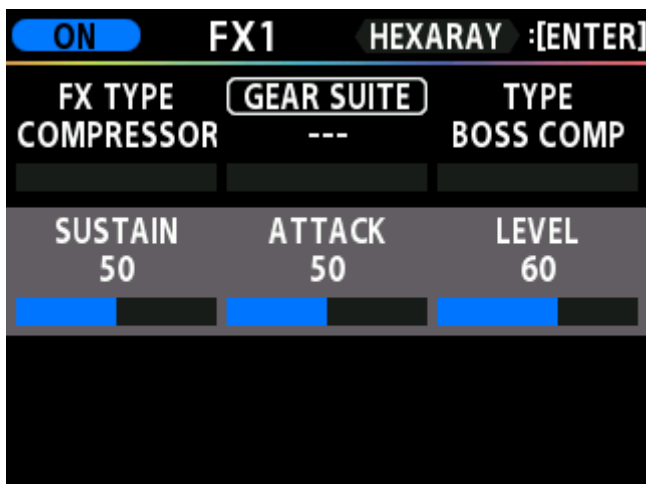 ON FX1 HEXARAY :[ENTER]
FX TYPE GEAR SUITE TYPE
COMPRESSOR --- BOSS COMP
SUSTAIN ATTACK LEVEL
50 50 60